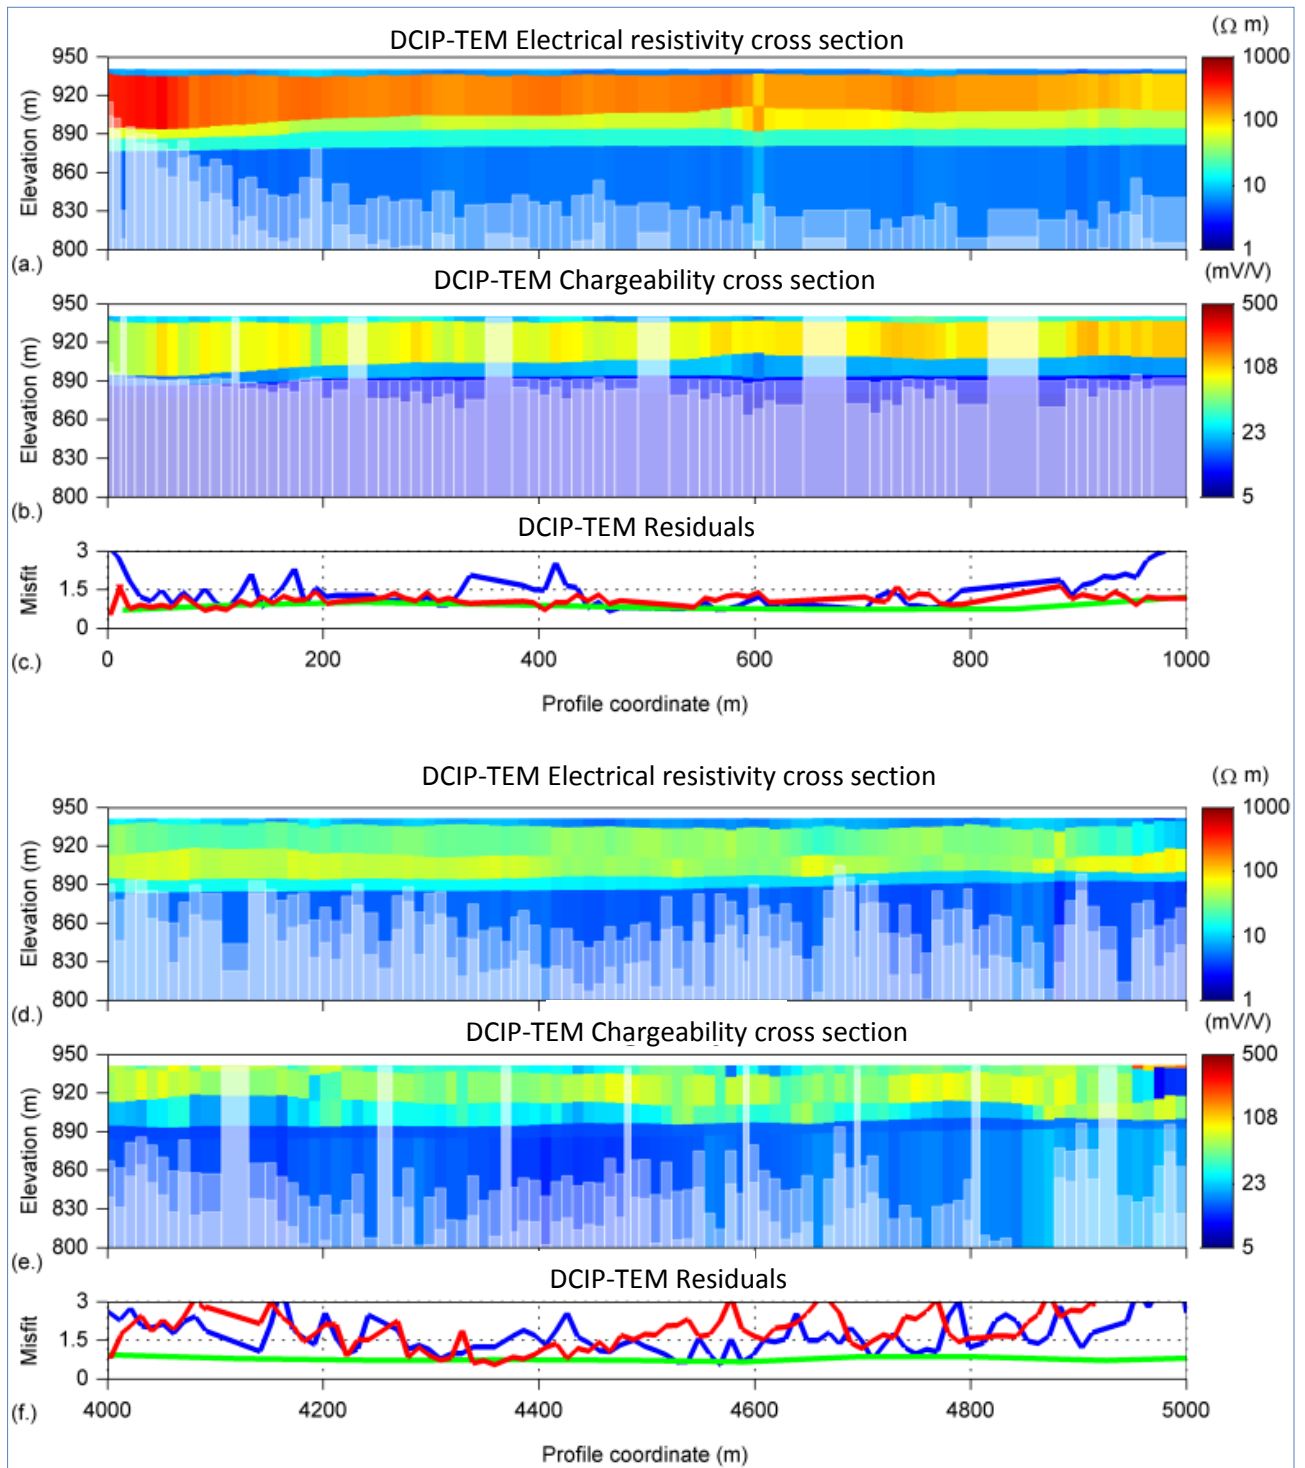 DCIP-TEM Electrical resistivity cross section
(Ω m)
950
920
890
860
830
800
Elevation (m)
1000
100
10
1
(a.)
DCIP-TEM Chargeability cross section
(mV/V)
950
920
890
860
830
800
Elevation (m)
500
108
23
5
(b.)
DCIP-TEM Residuals
3
1.5
0
Misfit
(c.)
0 200 400 600 800 1000
Profile coordinate (m)
DCIP-TEM Electrical resistivity cross section
(Ω m)
950
920
890
860
830
800
Elevation (m)
1000
100
10
1
(d.)
DCIP-TEM Chargeability cross section
(mV/V)
950
920
890
860
830
800
Elevation (m)
500
108
23
5
(e.)
DCIP-TEM Residuals
3
1.5
0
Misfit
(f.)
4000 4200 4400 4600 4800 5000
Profile coordinate (m)